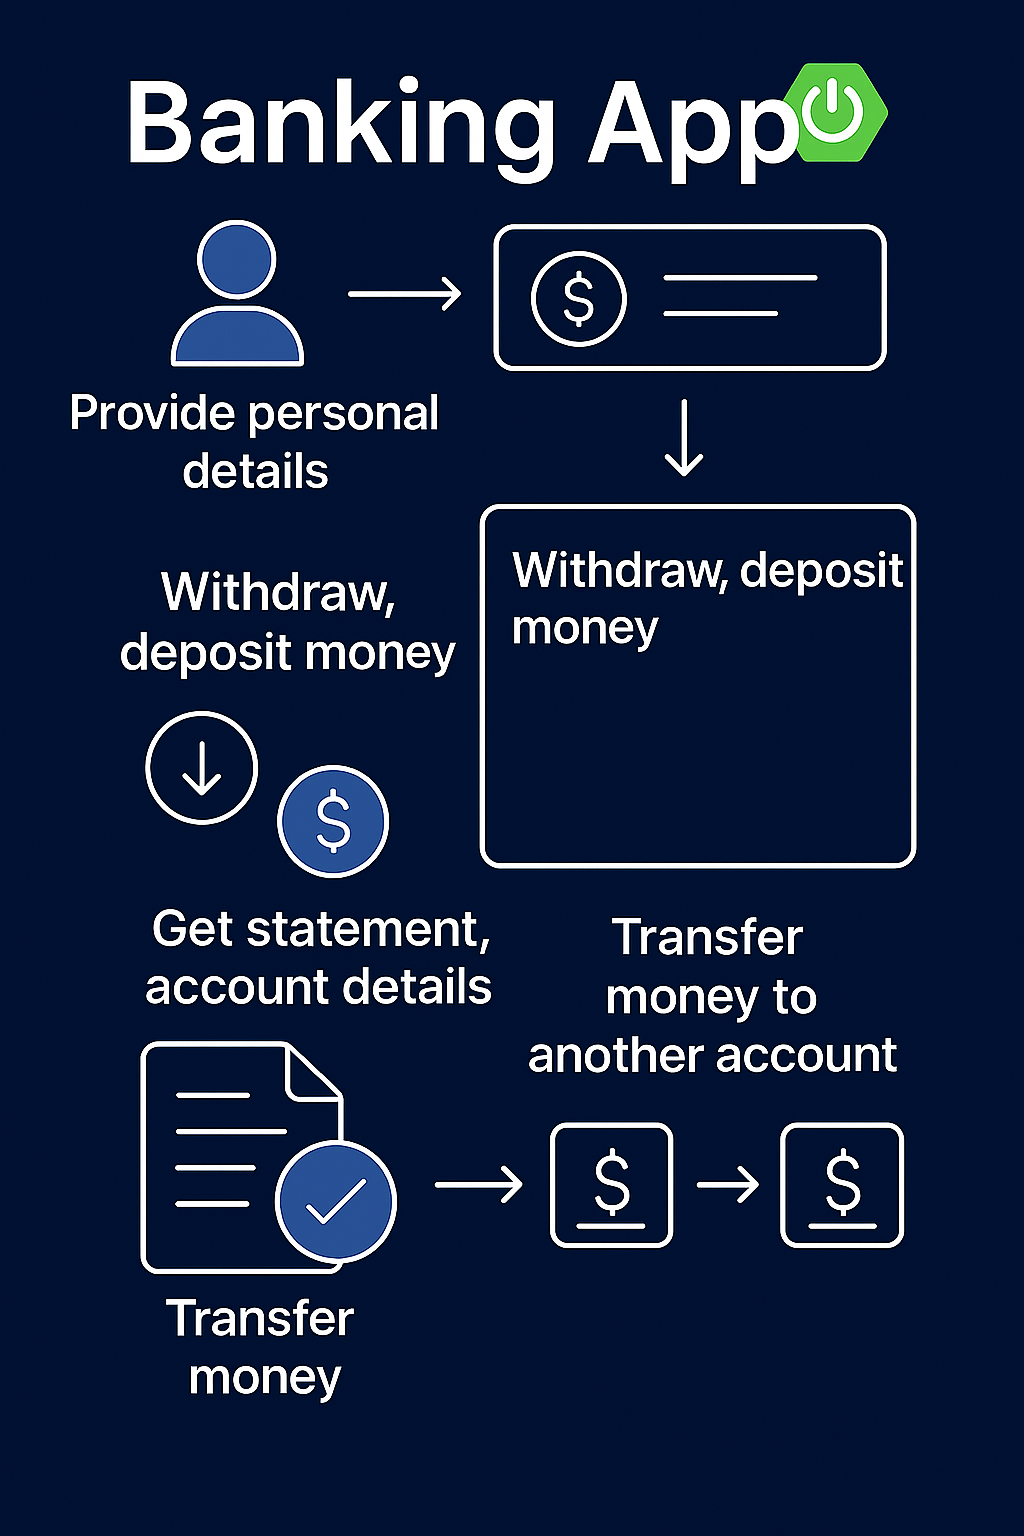 Banking App
$
Provide personal
details
Withdraw, deposit
money
Withdraw,
deposit money
$
Get statement,
account details
Transfer
money to
another account
$
$
Transfer
money